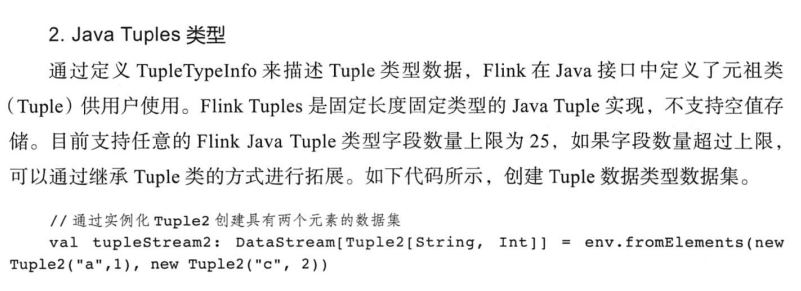 2. Java Tuples 类型
通过定义 TupleTypeInfo 来描述 Tuple 类型数据，Flink 在 Java 接口中定义了元祖类
（Tuple）供用户使用。Flink Tuples 是固定长度固定类型的 Java Tuple 实现，不支持空值存
储。目前支持任意的 Flink Java Tuple 类型字段数量上限为 25，如果字段数量超过上限，
可以通过继承 Tuple 类的方式进行拓展。如下代码所示，创建 Tuple 数据类型数据集。
// 通过实例化 Tuple2 创建具有两个元素的数据集
val tupleStream2: DataStream[Tuple2[String, Int]] = env.fromElements(new
Tuple2("a",1), new Tuple2("c", 2))